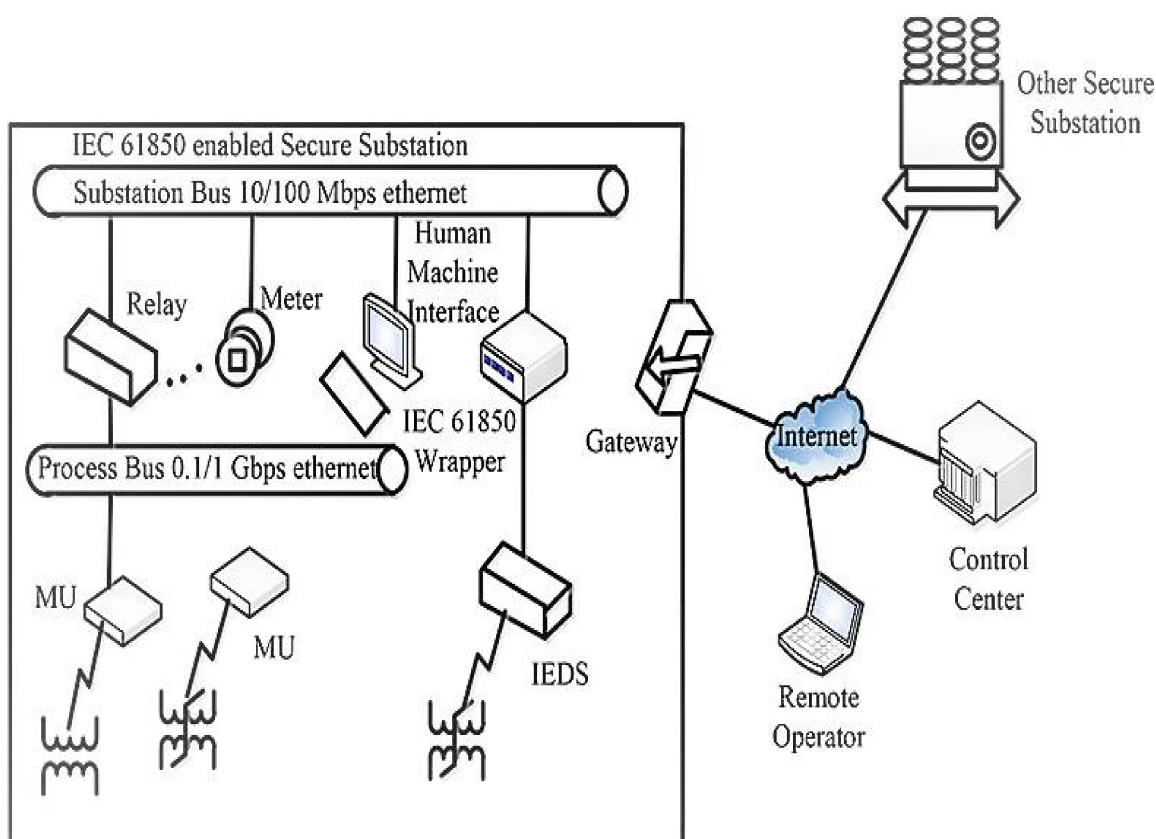 Other Secure
Substation
IEC 61850 enabled Secure Substation
Substation Bus 10/100 Mbps ethernet
Human
Machine
Interface
Relay
Meter
IEC 61850
Wrapper
Gateway
Internet
Process Bus 0.1/1 Gbps ethernet
Control
Center
MU
MU
IEDS
Remote
Operator